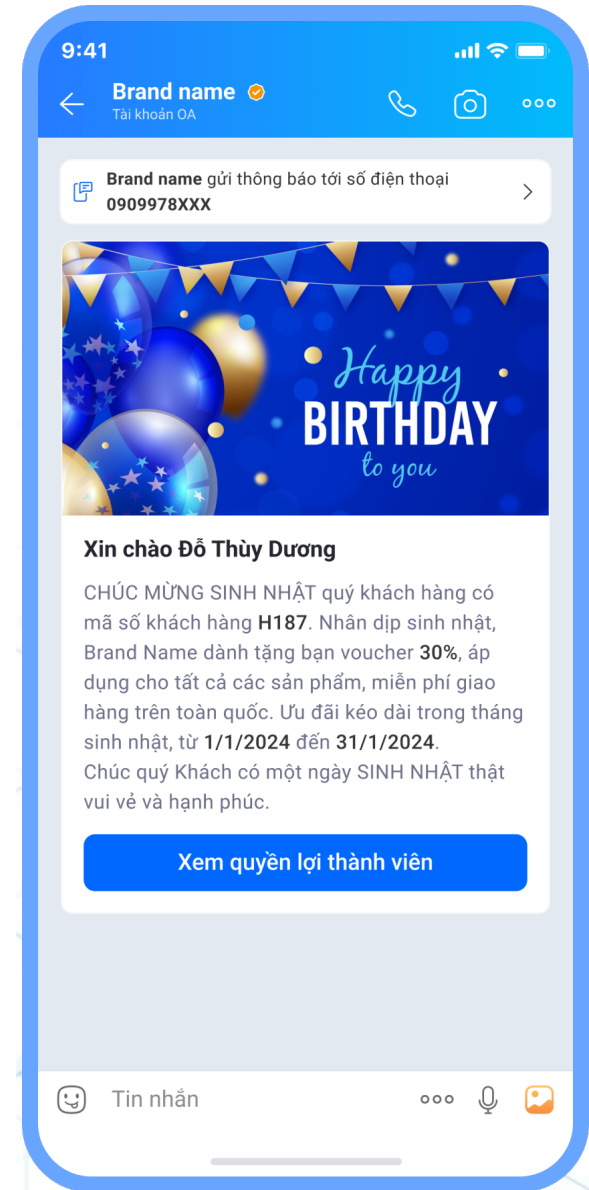 9:41
Brand name
Tài khoản OA
Brand name gửi thông báo tới số điện thoại
0909978XXX
Happy
BIRTHDAY
to you
Xin chào Đỗ Thùy Dương
CHÚC MỪNG SINH NHẬT quý khách hàng có
mã số khách hàng H187. Nhân dịp sinh nhật,
Brand Name dành tặng bạn voucher 30%, áp
dụng cho tất cả các sản phẩm, miễn phí giao
hàng trên toàn quốc. Ưu đãi kéo dài trong tháng
sinh nhật, từ 1/1/2024 đến 31/1/2024.
Chúc quý Khách có một ngày SINH NHẬT thật
vui vẻ và hạnh phúc.
Xem quyền lợi thành viên
Tin nhắn